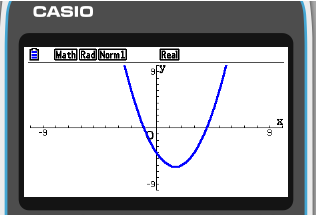 CASIO
Math Rad Norm1 Real
9 y
x
-9 O 9
-9